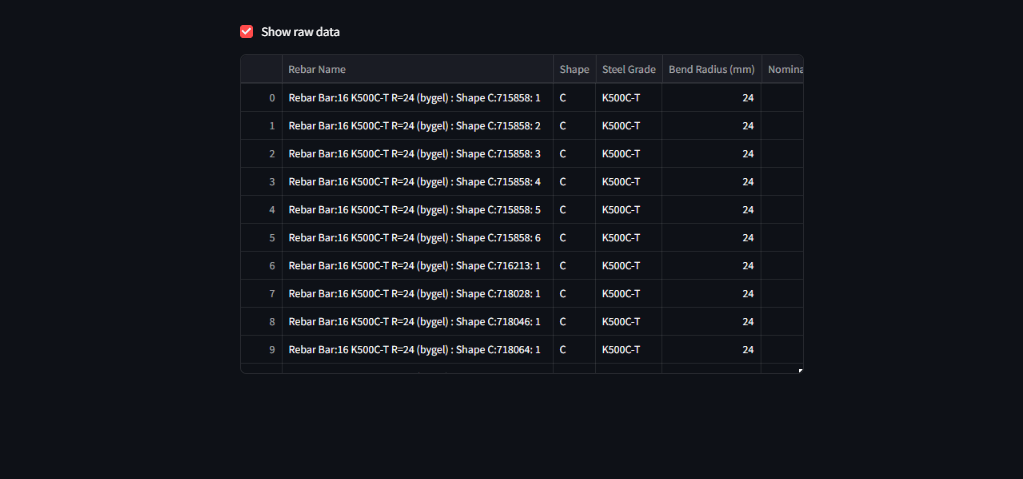 Show raw data
Rebar Name Shape Steel Grade Bend Radius (mm)
0 Rebar Bar:16 K500C-T R=24 (bygel) : Shape C:715858: 1 C K500C-T 24
1 Rebar Bar:16 K500C-T R=24 (bygel) : Shape C:715858: 2 C K500C-T 24
2 Rebar Bar:16 K500C-T R=24 (bygel) : Shape C:715858: 3 C K500C-T 24
3 Rebar Bar:16 K500C-T R=24 (bygel) : Shape C:715858: 4 C K500C-T 24
4 Rebar Bar:16 K500C-T R=24 (bygel) : Shape C:715858: 5 C K500C-T 24
5 Rebar Bar:16 K500C-T R=24 (bygel) : Shape C:715858: 6 C K500C-T 24
6 Rebar Bar:16 K500C-T R=24 (bygel) : Shape C:716213: 1 C K500C-T 24
7 Rebar Bar:16 K500C-T R=24 (bygel) : Shape C:718028: 1 C K500C-T 24
8 Rebar Bar:16 K500C-T R=24 (bygel) : Shape C:718046: 1 C K500C-T 24
9 Rebar Bar:16 K500C-T R=24 (bygel) : Shape C:718064: 1 C K500C-T 24